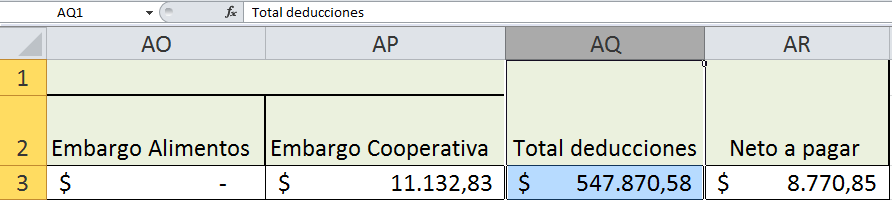 AQ1 fx Total deducciones
AO AP AQ AR
1
2 Embargo Alimentos Embargo Cooperativa Total deducciones Neto a pagar
3 $ - $ 11.132,83 $ 547.870,58 $ 8.770,85